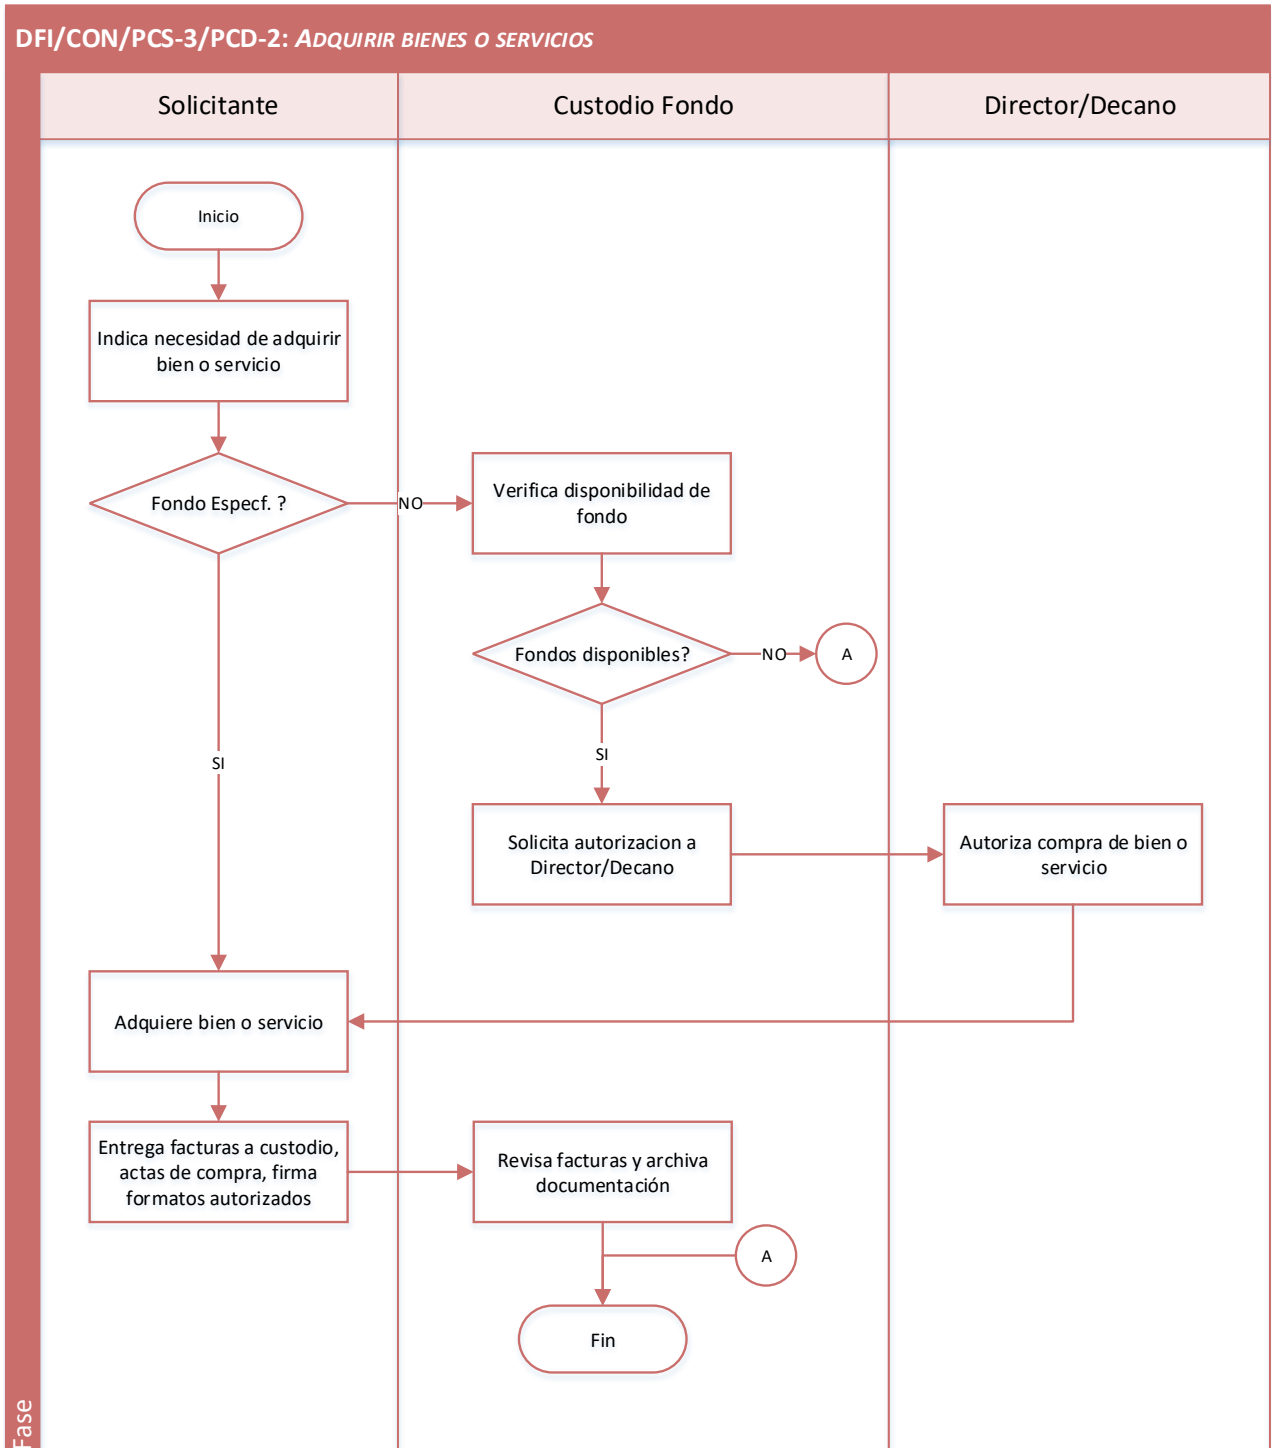 DFI/CON/PCS-3/PCD-2: ADQUIRIR BIENES O SERVICIOS
Solicitante
Custodio Fondo
Director/Decano
Inicio
Indica necesidad de adquirir
bien o servicio
Fondo Especf. ?
NO
Verifica disponibilidad de
fondo
Fondos disponibles?
NO
A
SI
SI
Solicita autorizacion a
Director/Decano
Autoriza compra de bien o
servicio
Adquiere bien o servicio
Entrega facturas a custodio,
actas de compra, firma
formatos autorizados
Revisa facturas y archiva
documentación
A
Fin
Fase